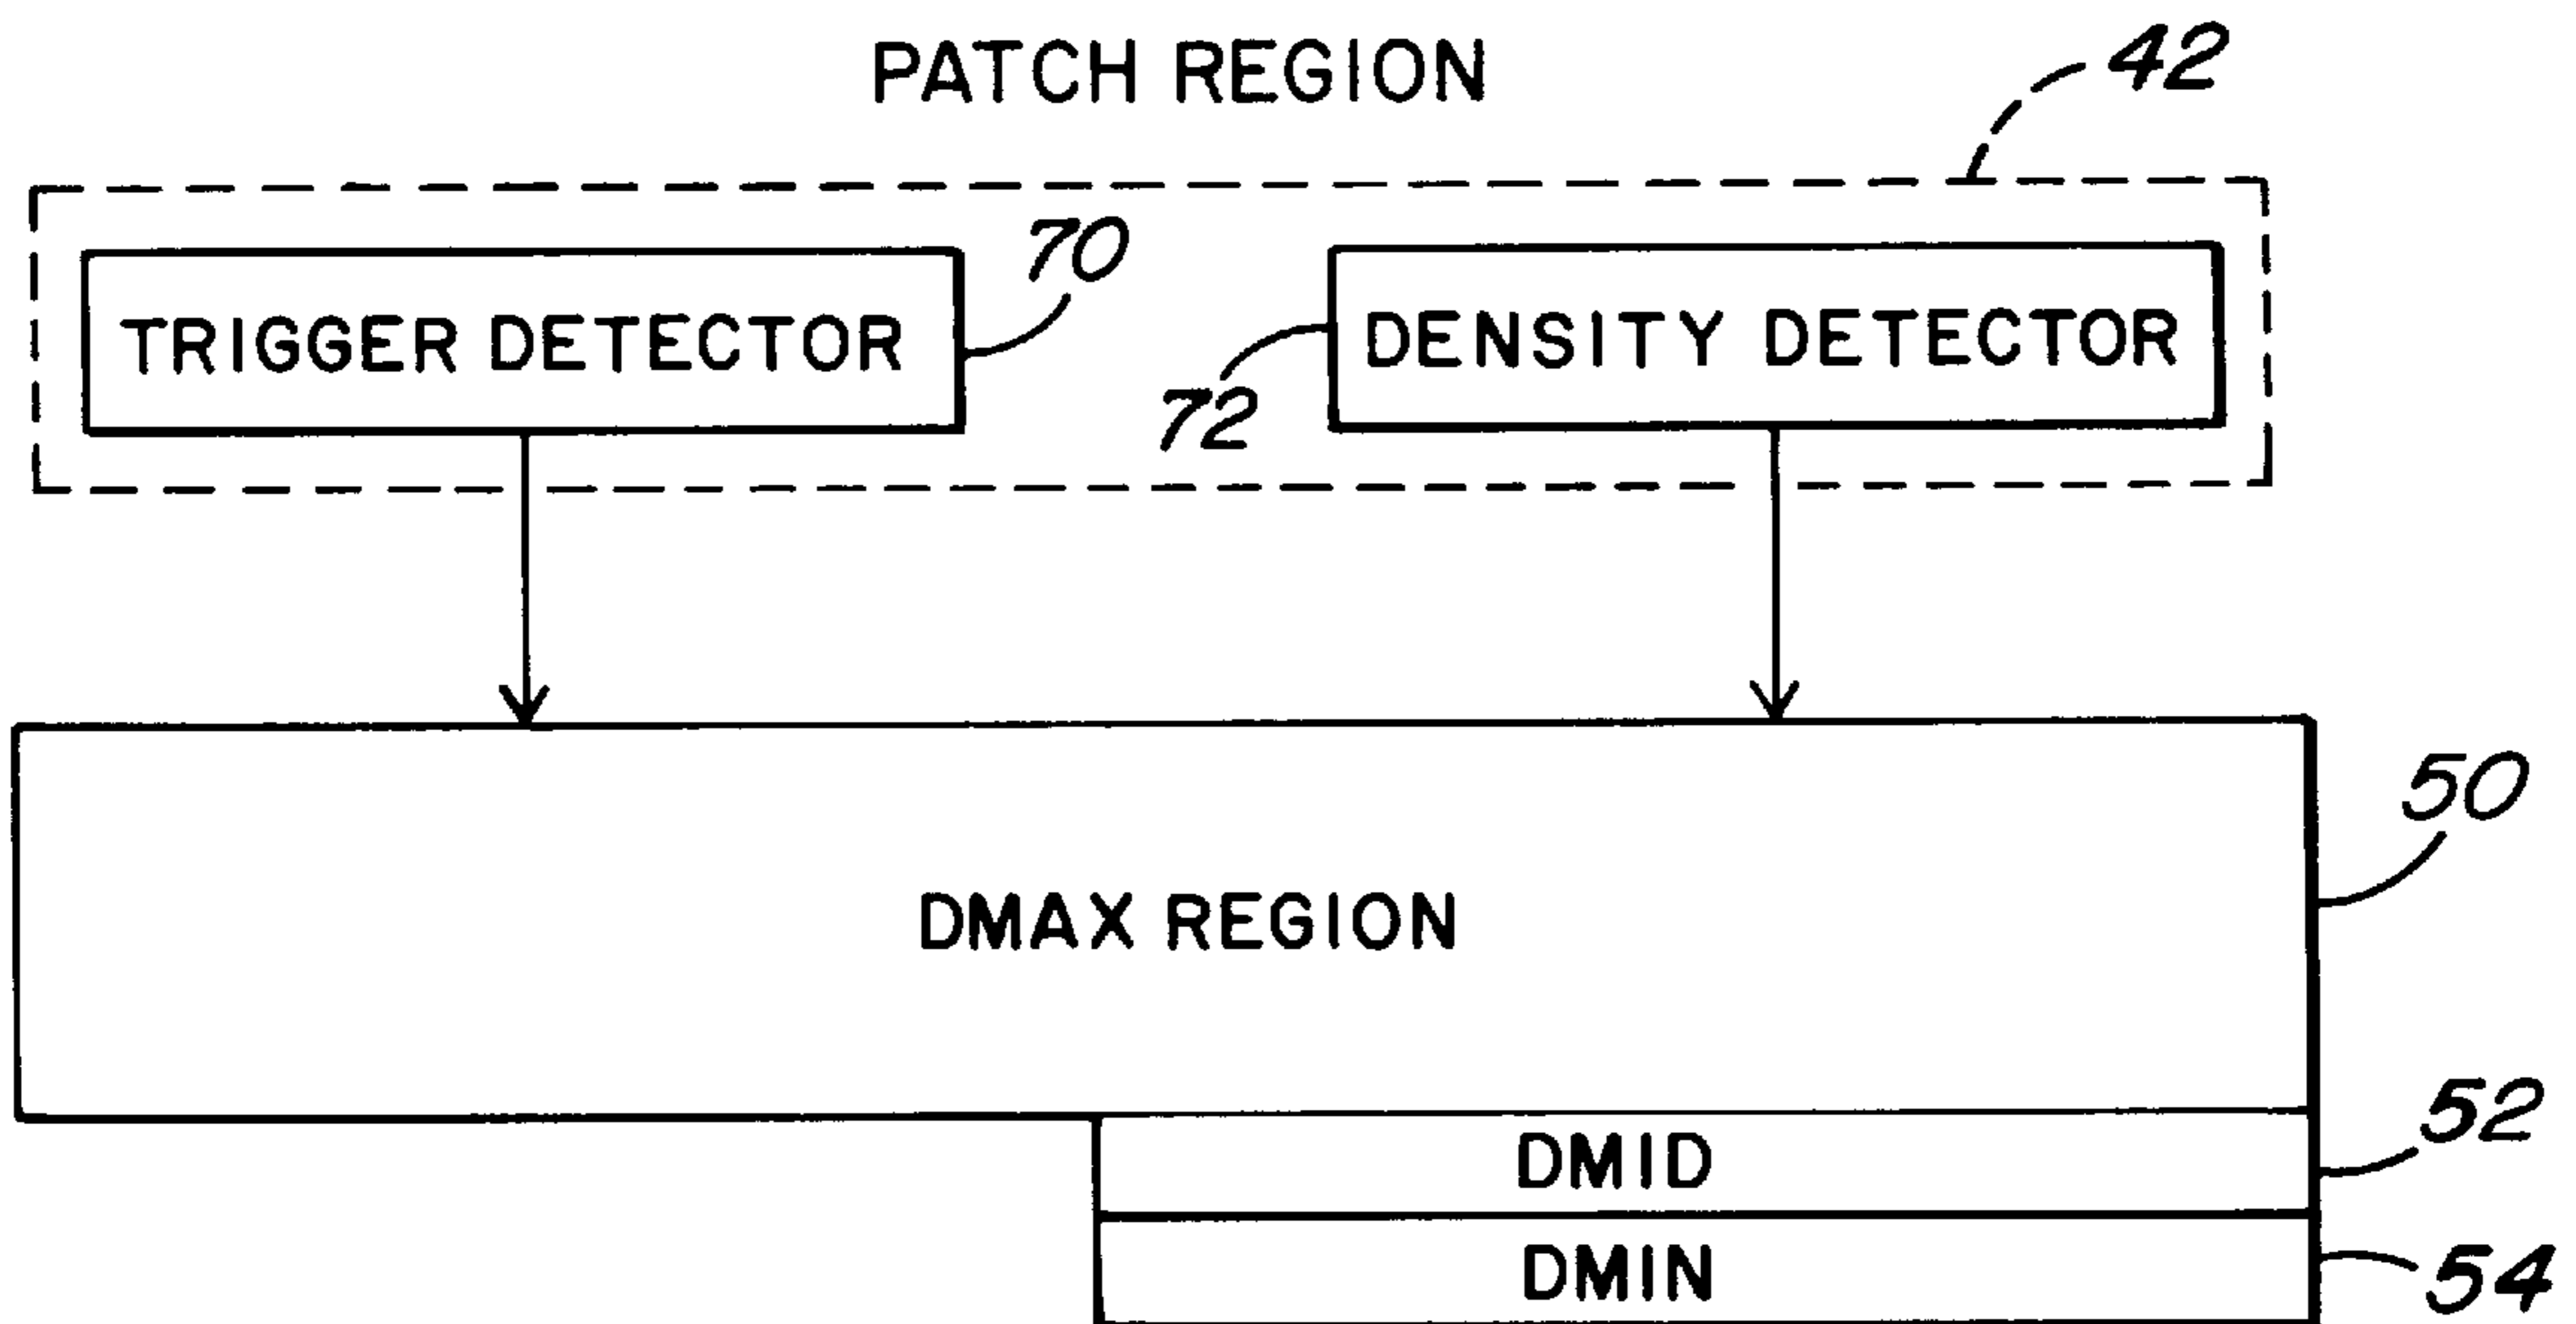 PATCH REGION
42
TRIGGER DETECTOR
70
72
DENSITY DETECTOR
DMAX REGION
50
DMID
52
DMIN
54